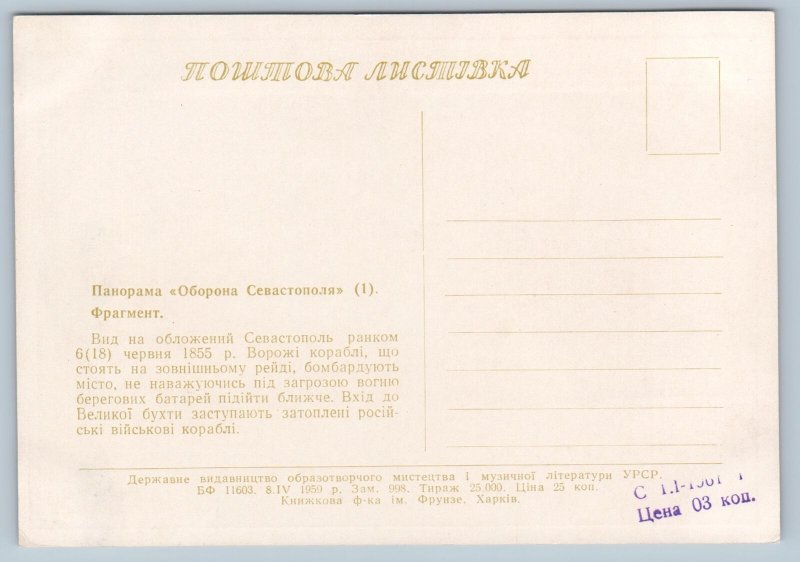 ПОШТОВА ЛИСТІВКА
Панорама «Оборона Севастополя» (1).
Фрагмент.
Вид на обложений Севастополь ранком
6(18) червня 1855 р. Ворожі кораблі, що
стоять на зовнішньому рейді, бомбардують
місто, не наважуючись під загрозою вогню
берегових батарей підійти ближче. Вхід до
Великої бухти заступають затоплені росій-
ські військові кораблі.
Державне видавництво образотворчого мистецтва і музичної літератури УРСР.
БФ 11603. 8.IV 1959 р. Зам. 998. Тираж 25.000. Ціна 25 коп.
Книжкова ф-ка ім. Фрунзе. Харків.
С
Цена 03 коп.